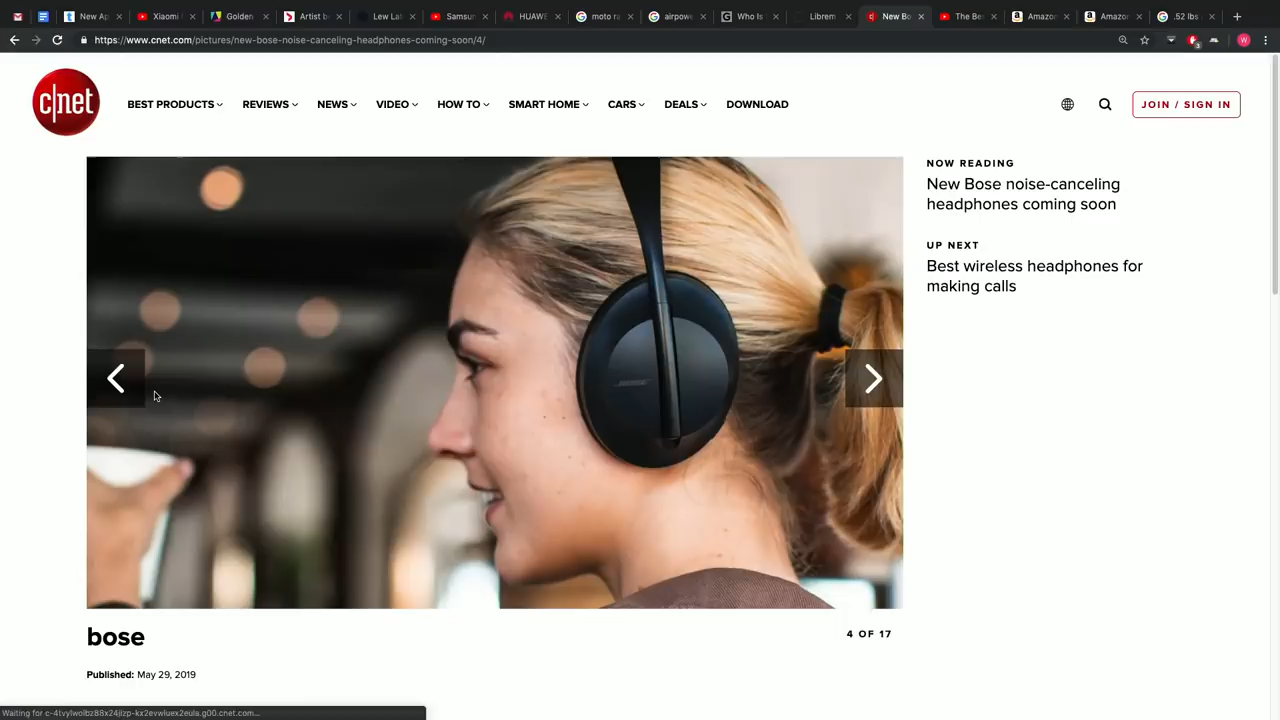 New Ap
Xiaomi
Golden
Artist b
Lew Lat
Samsun
HUAWE
moto ra
airpowe
Who Is
Librem
New Bo
The Be
Amazon
Amazon
.52 lbs
https://www.cnet.com/pictures/new-bose-noise-canceling-headphones-coming-soon/4/
c|net
BEST PRODUCTS
REVIEWS
NEWS
VIDEO
HOW TO
SMART HOME
CARS
DEALS
DOWNLOAD
JOIN / SIGN IN
BOSE
NOW READING
New Bose noise-canceling
headphones coming soon
UP NEXT
Best wireless headphones for
making calls
bose
4 OF 17
Published: May 29, 2019